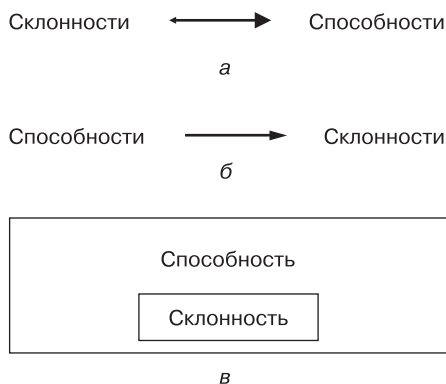 Склонности Способности
а
Способности Склонности
б
Способность
Склонность
в